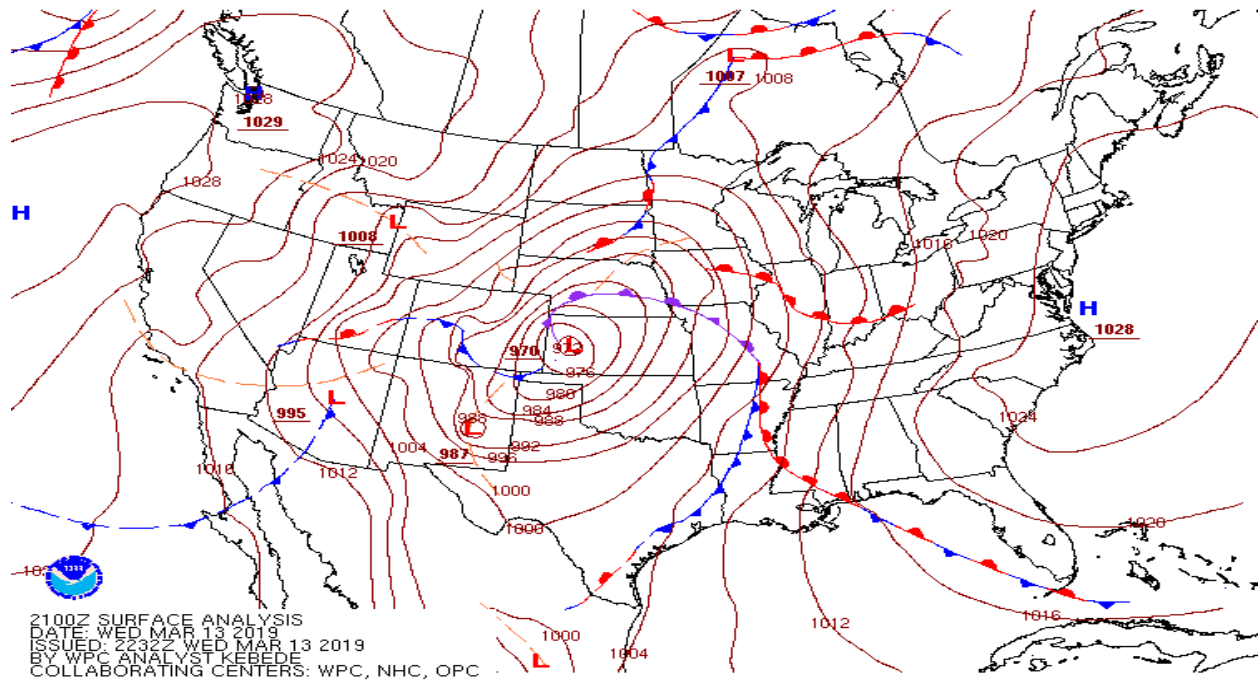 L
1007
1008
H
1028
1029
1024
1020
1028
H
L
1008
1016
1020
H
1028
L
970
976
980
984
988
988
L
995
L
987
992
996
1004
1024
1016
1012
1000
1000
1020
1016
1012
1004
1000
L
2100Z SURFACE ANALYSIS
DATE: WED MAR 13 2019
ISSUED: 2232Z WED MAR 13 2019
BY WPC ANALYST KEBEDE
COLLABORATING CENTERS: WPC, NHC, OPC